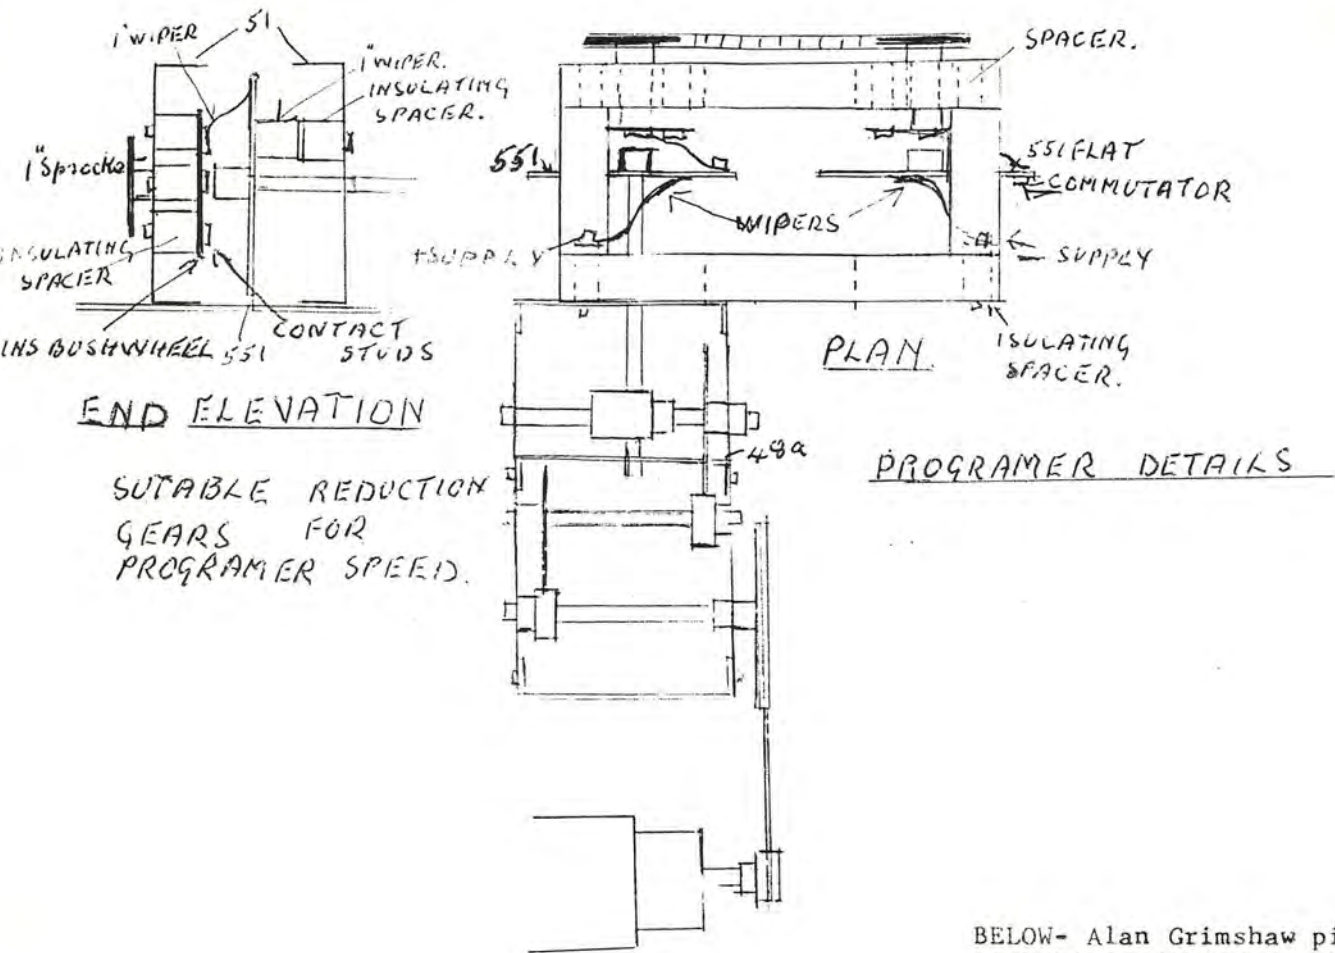 51
1" WIPER
1" WIPER.
INSULATING
SPACER.
1" Sprocke
INSULATING
SPACER
INS BUSHWHEEL
551
CONTACT
STUDS
END ELEVATION
SPACER.
551
551 FLAT
COMMUTATOR
WIPERS
+SUPPLY
- SUPPLY
PLAN.
ISULATING
SPACER.
48a
PROGRAMER DETAILS
SUTABLE REDUCTION
GEARS FOR
PROGRAMER SPEED.
BELOW- Alan Grimshaw pi